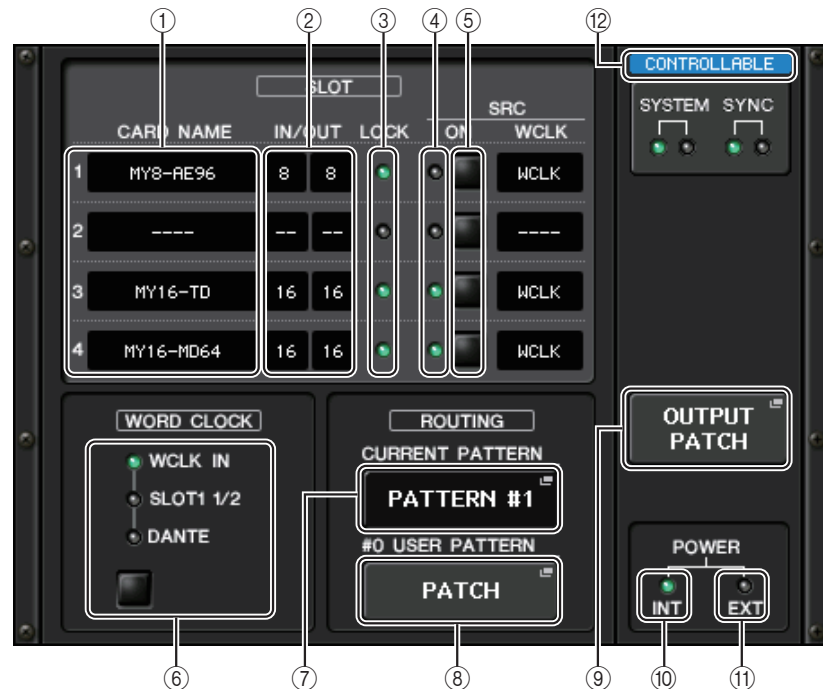 ① ② ③ ④ ⑤ ⑫
SLOT
SRC
CARD NAME IN/OUT LOCK ON WCLK
1 MY8-AE96 8 8 WCLK
2 ---- -- -- ----
3 MY16-TD 16 16 WCLK
4 MY16-MD64 16 16 WCLK
CONTROLLABLE
SYSTEM SYNC
WORD CLOCK
WCLK IN
SLOT1 1/2
DANTE
ROUTING
CURRENT PATTERN
PATTERN #1
#0 USER PATTERN
PATCH
OUTPUT
PATCH
POWER
INT EXT
⑥ ⑦ ⑧ ⑨ ⑩ ⑪